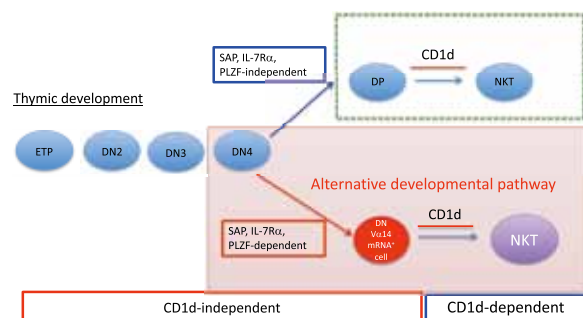 SAP, IL-7Rα,
PLZF-independent
CD1d
DP
NKT
Thymic development
ETP
DN2
DN3
DN4
Alternative developmental pathway
SAP, IL-7Rα,
PLZF-dependent
DN
Vα14
mRNA⁺
cell
CD1d
NKT
CD1d-independent
CD1d-dependent